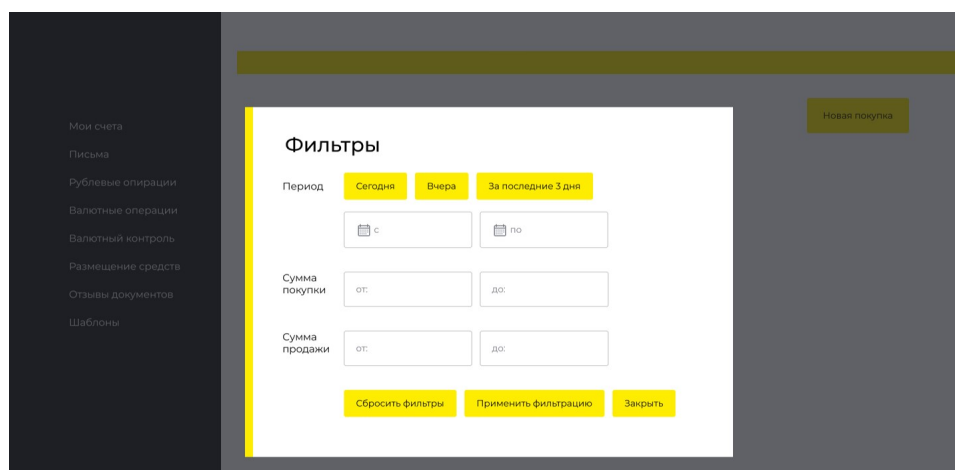 Мои счета
Письма
Рублевые опирации
Валютные операции
Валютный контроль
Размещение средств
Отзывы документов
Шаблоны
Новая покупка
Фильтры
Период Сегодня Вчера За последние 3 дня
с по
Сумма
покупки от: до:
Сумма
продажи от: до:
Сбросить фильтры Применить фильтрацию Закрыть